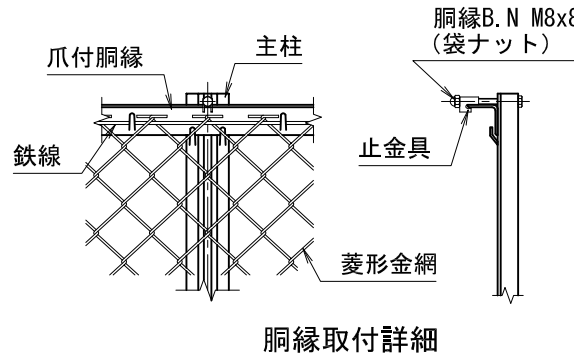 胴縁B.N M8x8
(袋ナット)
爪付胴縁
主柱
鉄線
止金具
菱形金網
胴縁取付詳細